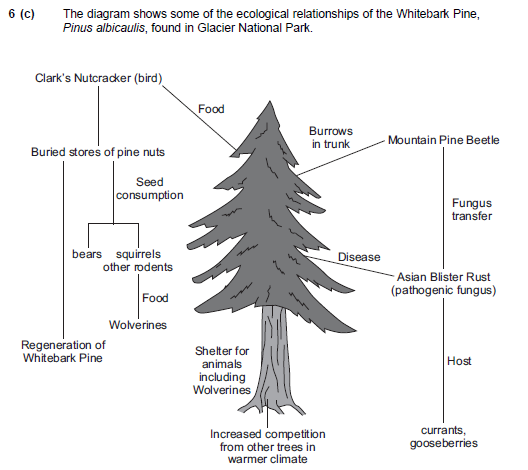 6 (c) The diagram shows some of the ecological relationships of the Whitebark Pine,
Pinus albicaulis, found in Glacier National Park.
Clark's Nutcracker (bird)
Food
Burrows
in trunk
Mountain Pine Beetle
Buried stores of pine nuts
Seed
consumption
Fungus
transfer
bears
squirrels
other rodents
Disease
Asian Blister Rust
(pathogenic fungus)
Food
Wolverines
Regeneration of
Whitebark Pine
Shelter for
animals
including
Wolverines
Host
Increased competition
from other trees in
warmer climate
currants,
gooseberries